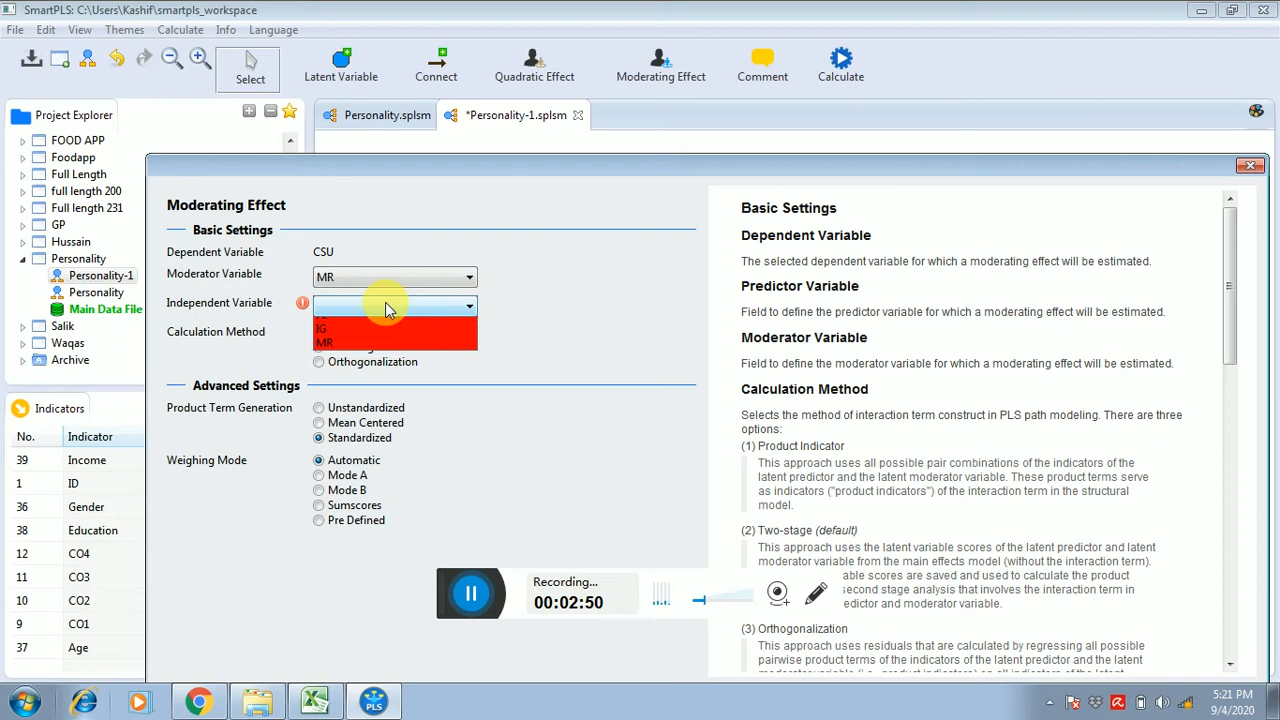 SmartPLS: C:\Users\Kashif\smartpls_workspace
File Edit View Themes Calculate Info Language
Select
Latent Variable
Connect
Quadratic Effect
Moderating Effect
Comment
Calculate
Project Explorer
Personality.splsm
*Personality-1.splsm
FOOD APP
Foodapp
Full Length
full length 200
full length 231
GP
Hussain
Personality
Personality-1
Personality
Main Data File
Salik
Waqas
Archive
Indicators
No. Indicator
39 Income
1 ID
36 Gender
38 Education
12 CO4
11 CO3
10 CO2
9 CO1
37 Age
Moderating Effect
Basic Settings
Dependent Variable CSU
Moderator Variable MR
Independent Variable
IG
MR
Calculation Method
Orthogonalization
Advanced Settings
Product Term Generation
Unstandardized
Mean Centered
Standardized
Weighing Mode
Automatic
Mode A
Mode B
Sumscores
Pre Defined
Basic Settings
Dependent Variable
The selected dependent variable for which a moderating effect will be estimated.
Predictor Variable
Field to define the predictor variable for which a moderating effect will be estimated.
Moderator Variable
Field to define the moderator variable for which a moderating effect will be estimated.
Calculation Method
Selects the method of interaction term construct in PLS path modeling. There are three
options:
(1) Product Indicator
This approach uses all possible pair combinations of the indicators of the
latent predictor and the latent moderator variable. These product terms serve
as indicators ("product indicators") of the interaction term in the structural
model.
(2) Two-stage (default)
This approach uses the latent variable scores of the latent predictor and latent
moderator variable from the main effects model (without the interaction term).
able scores are saved and used to calculate the product
second stage analysis that involves the interaction term in
edictor and moderator variable.
(3) Orthogonalization
This approach uses residuals that are calculated by regressing all possible
pairwise product terms of the indicators of the latent predictor and the latent
Recording...
00:02:50
PLS
5:21 PM
9/4/2020